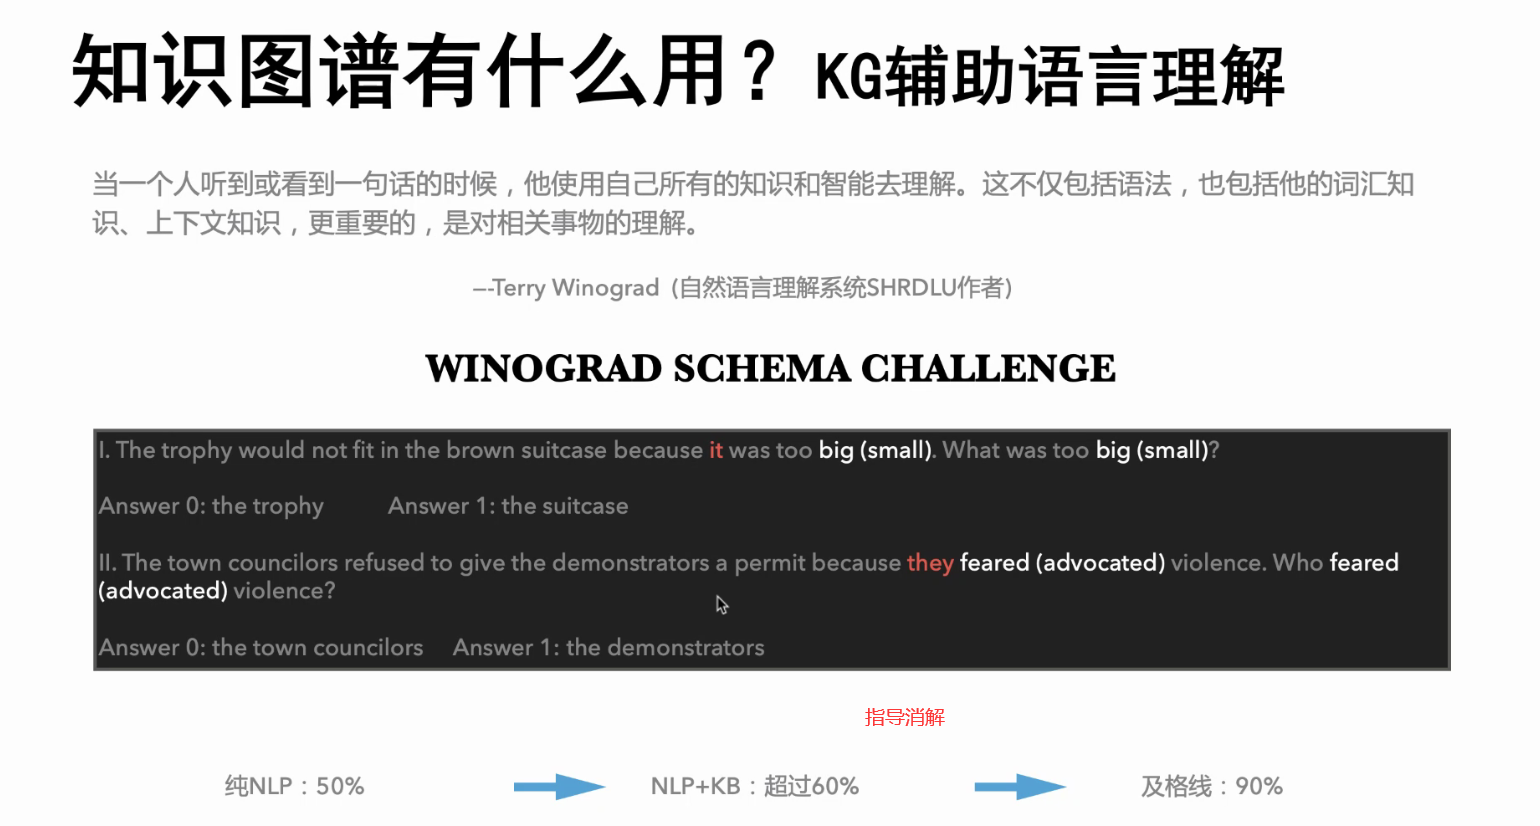 知识图谱有什么用？KG辅助语言理解
当一个人听到或看到一句话的时候，他使用自己所有的知识和智能去理解。这不仅包括语法，也包括他的词汇知
识、上下文知识，更重要的，是对相关事物的理解。
—-Terry Winograd (自然语言理解系统SHRDLU作者)
WINOGRAD SCHEMA CHALLENGE
I. The trophy would not fit in the brown suitcase because it was too big (small). What was too big (small)?
Answer 0: the trophy Answer 1: the suitcase
II. The town councilors refused to give the demonstrators a permit because they feared (advocated) violence. Who feared
(advocated) violence?
Answer 0: the town councilors Answer 1: the demonstrators
指导消解
纯NLP：50% NLP+KB：超过60% 及格线：90%